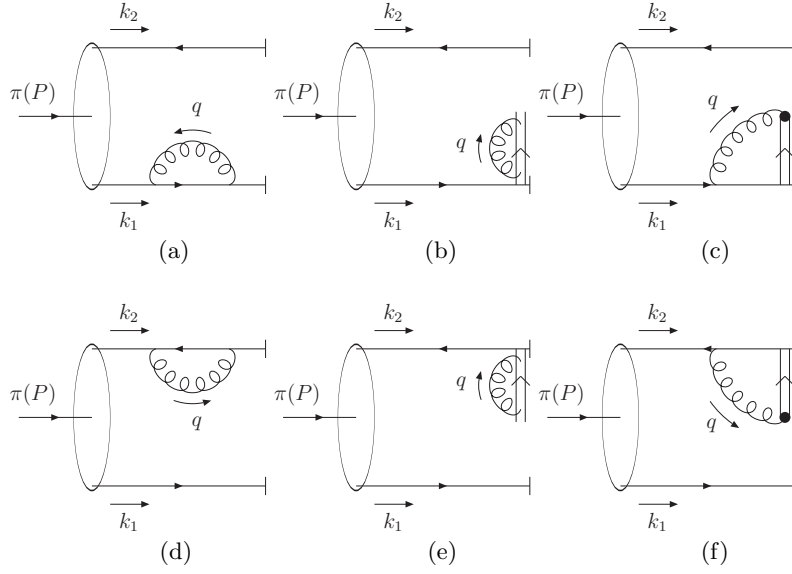 k₂ k₂ k₂
π(P) q π(P) q π(P) q
k₁ k₁ k₁
(a) (b) (c)
k₂ k₂ k₂
π(P) q π(P) q π(P) q
k₁ k₁ k₁
(d) (e) (f)